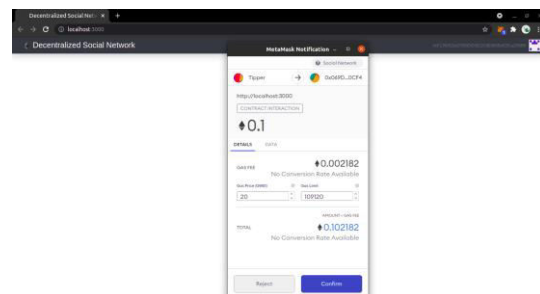 Decentralized Social Net
localhost:3000
Decentralized Social Network
MetaMask Notification
Social Network
Tipper
http://localhost:3000
CONTRACT INTERACTION
0.1
DETAILS DATA
GAS FEE 0.002182
No Conversion Rate Available
Gas Price (GWEI) Gas Limit
20 109120
AMOUNT + GAS FEE
TOTAL 0.102182
No Conversion Rate Available
Reject Confirm